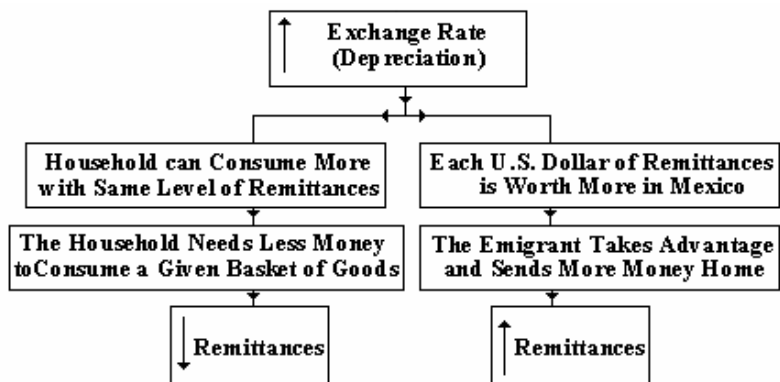 Exchange Rate
(Depreciation)
Household can Consume More
with Same Level of Remittances
The Household Needs Less Money
toConsume a Given Basket of Goods
Remittances
Each U.S. Dollar of Remittances
is Worth More in Mexico
The Emigrant Takes Advantage
and Sends More Money Home
Remittances